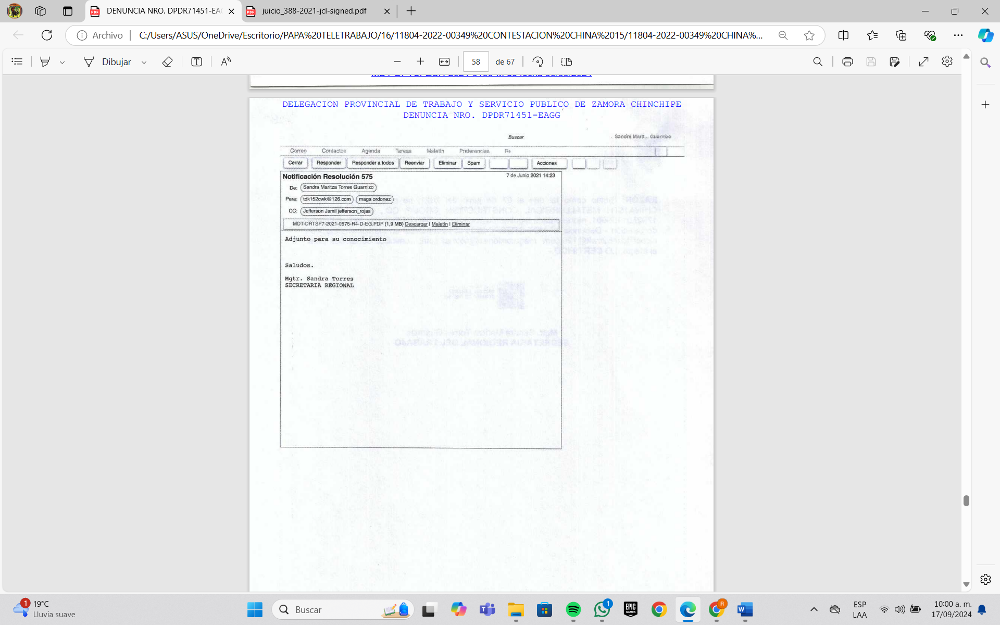 DENUNCIA NRO. DPDR71451-EAG
juicio_388-2021-jcl-signed.pdf
Archivo
C:/Users/ASUS/OneDrive/Escritorio/PAPA%20TELETRABAJO/16/11804-2022-00349%20CONTESTACION%20CHINA%2015/11804-2022-00349%20CHINA%...
Dibujar
58 de 67
DELEGACION PROVINCIAL DE TRABAJO Y SERVICIO PUBLICO DE ZAMORA CHINCHIPE
DENUNCIA NRO. DPDR71451-EAGG
Buscar
Sandra Marit... Guarnizo
Correo Contactos Agenda Tareas Maletín Preferencias Re
Cerrar Responder Responder a todos Reenviar Eliminar Spam Acciones
Notificación Resolución 575
7 de Junio 2021 14:23
De: Sandra Maritza Torres Guarnizo
Para: tdk152cwk@126.com maga ordonez
CC: Jefferson Jamil jefferson_rojas
MDT-DRTSP7-2021-0575-R4-D-EG.PDF (1,9 MB) Descargar I Maletín I Eliminar
Adjunto para su conocimiento
Saludos.
Mgtr. Sandra Torres
SECRETARIA REGIONAL
1
19°C
Lluvia suave
Buscar
1
EPIC
GAMES
R
ESP
LAA
10:00 a. m.
17/09/2024